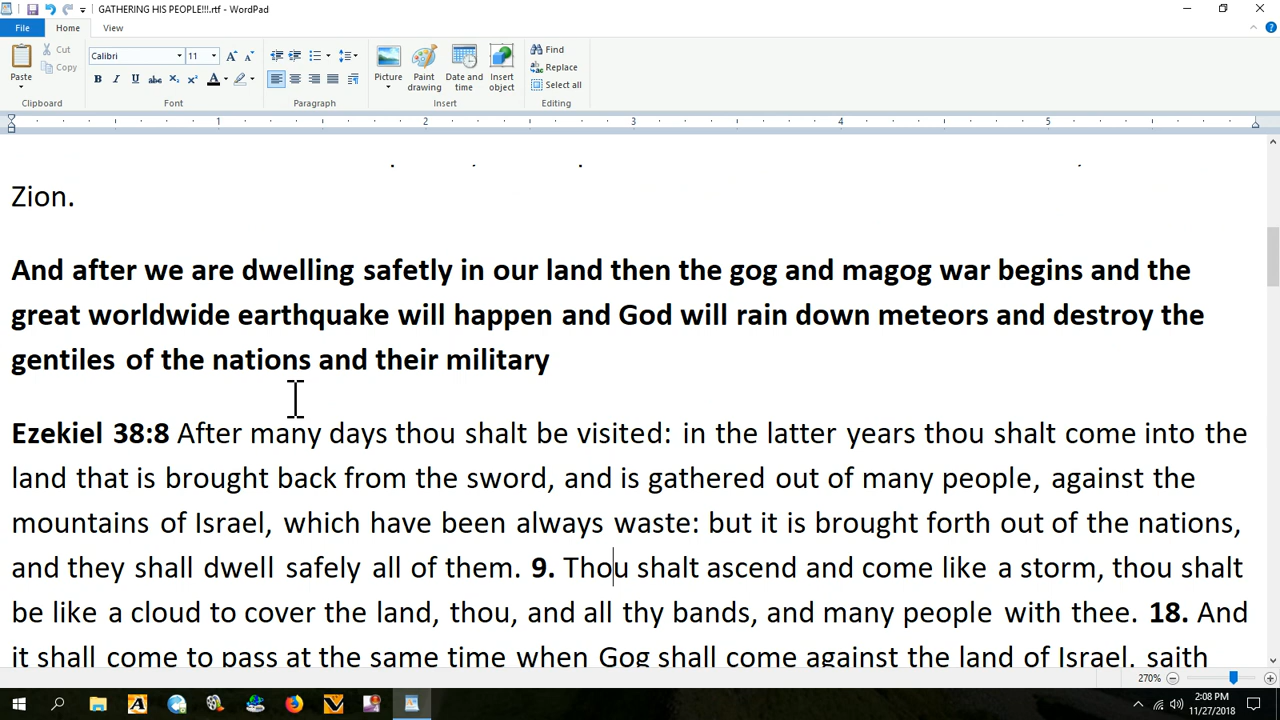 GATHERING HIS PEOPLE!!!.rtf - WordPad
File Home View
Paste Cut Copy
Calibri 11
B I U abc X₂ X² A
Picture Paint drawing Date and time Insert object
Find
Replace
Select all
Clipboard Font Paragraph Insert Editing
1 2 3 4 5
Zion.
And after we are dwelling safetly in our land then the gog and magog war begins and the
great worldwide earthquake will happen and God will rain down meteors and destroy the
gentiles of the nations and their military
Ezekiel 38:8 After many days thou shalt be visited: in the latter years thou shalt come into the
land that is brought back from the sword, and is gathered out of many people, against the
mountains of Israel, which have been always waste: but it is brought forth out of the nations,
and they shall dwell safely all of them. 9. Thou shalt ascend and come like a storm, thou shalt
be like a cloud to cover the land, thou, and all thy bands, and many people with thee. 18. And
it shall come to pass at the same time when Gog shall come against the land of Israel, saith
270%
2:08 PM
11/27/2018